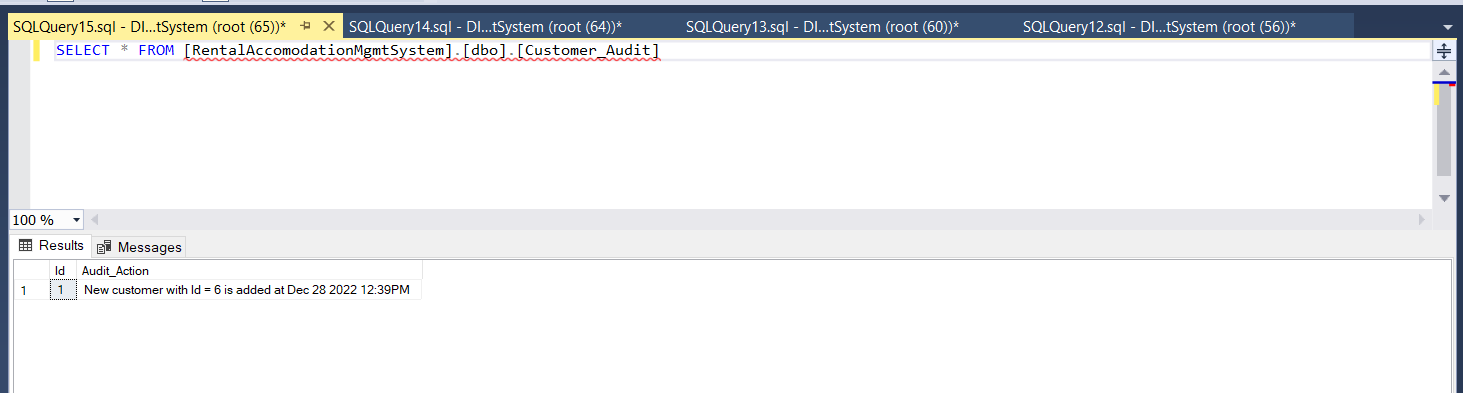 SQLQuery15.sql - DI...tSystem (root (65))* SQLQuery14.sql - DI...tSystem (root (64))* SQLQuery13.sql - DI...tSystem (root (60))* SQLQuery12.sql - DI...tSystem (root (56))*
SELECT * FROM [RentalAccomodationMgmtSystem].[dbo].[Customer_Audit]
100 %
Results Messages
Id Audit_Action
1 1 New customer with Id = 6 is added at Dec 28 2022 12:39PM